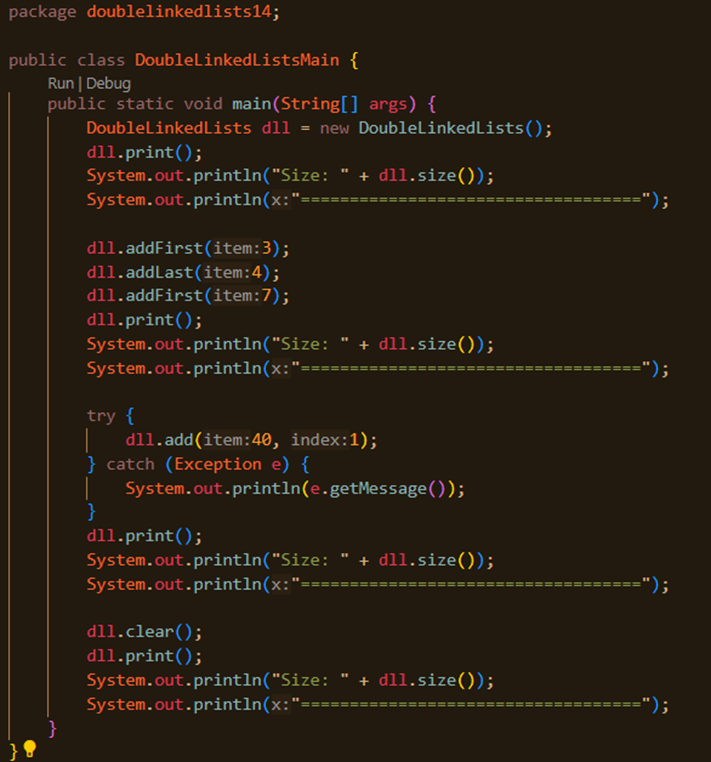 package doublelinkedlists14;
public class DoubleLinkedListsMain {
Run | Debug
public static void main(String[] args) {
DoubleLinkedLists dll = new DoubleLinkedLists();
dll.print();
System.out.println("Size: " + dll.size());
System.out.println(x:"===================================");
dll.addFirst(item:3);
dll.addLast(item:4);
dll.addFirst(item:7);
dll.print();
System.out.println("Size: " + dll.size());
System.out.println(x:"===================================");
try {
dll.add(item:40, index:1);
} catch (Exception e) {
System.out.println(e.getMessage());
}
dll.print();
System.out.println("Size: " + dll.size());
System.out.println(x:"===================================");
dll.clear();
dll.print();
System.out.println("Size: " + dll.size());
System.out.println(x:"===================================");
}
}